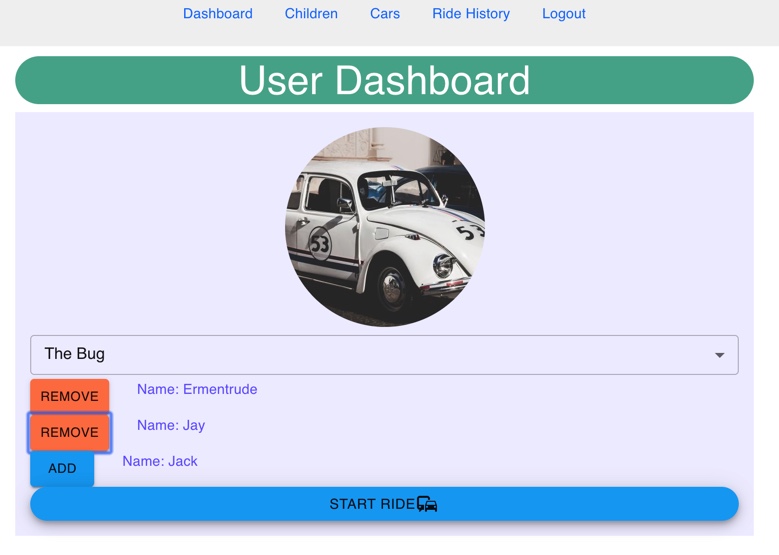 Dashboard Children Cars Ride History Logout
User Dashboard
53
53
The Bug
REMOVE Name: Ermentrude
REMOVE Name: Jay
ADD Name: Jack
START RIDE